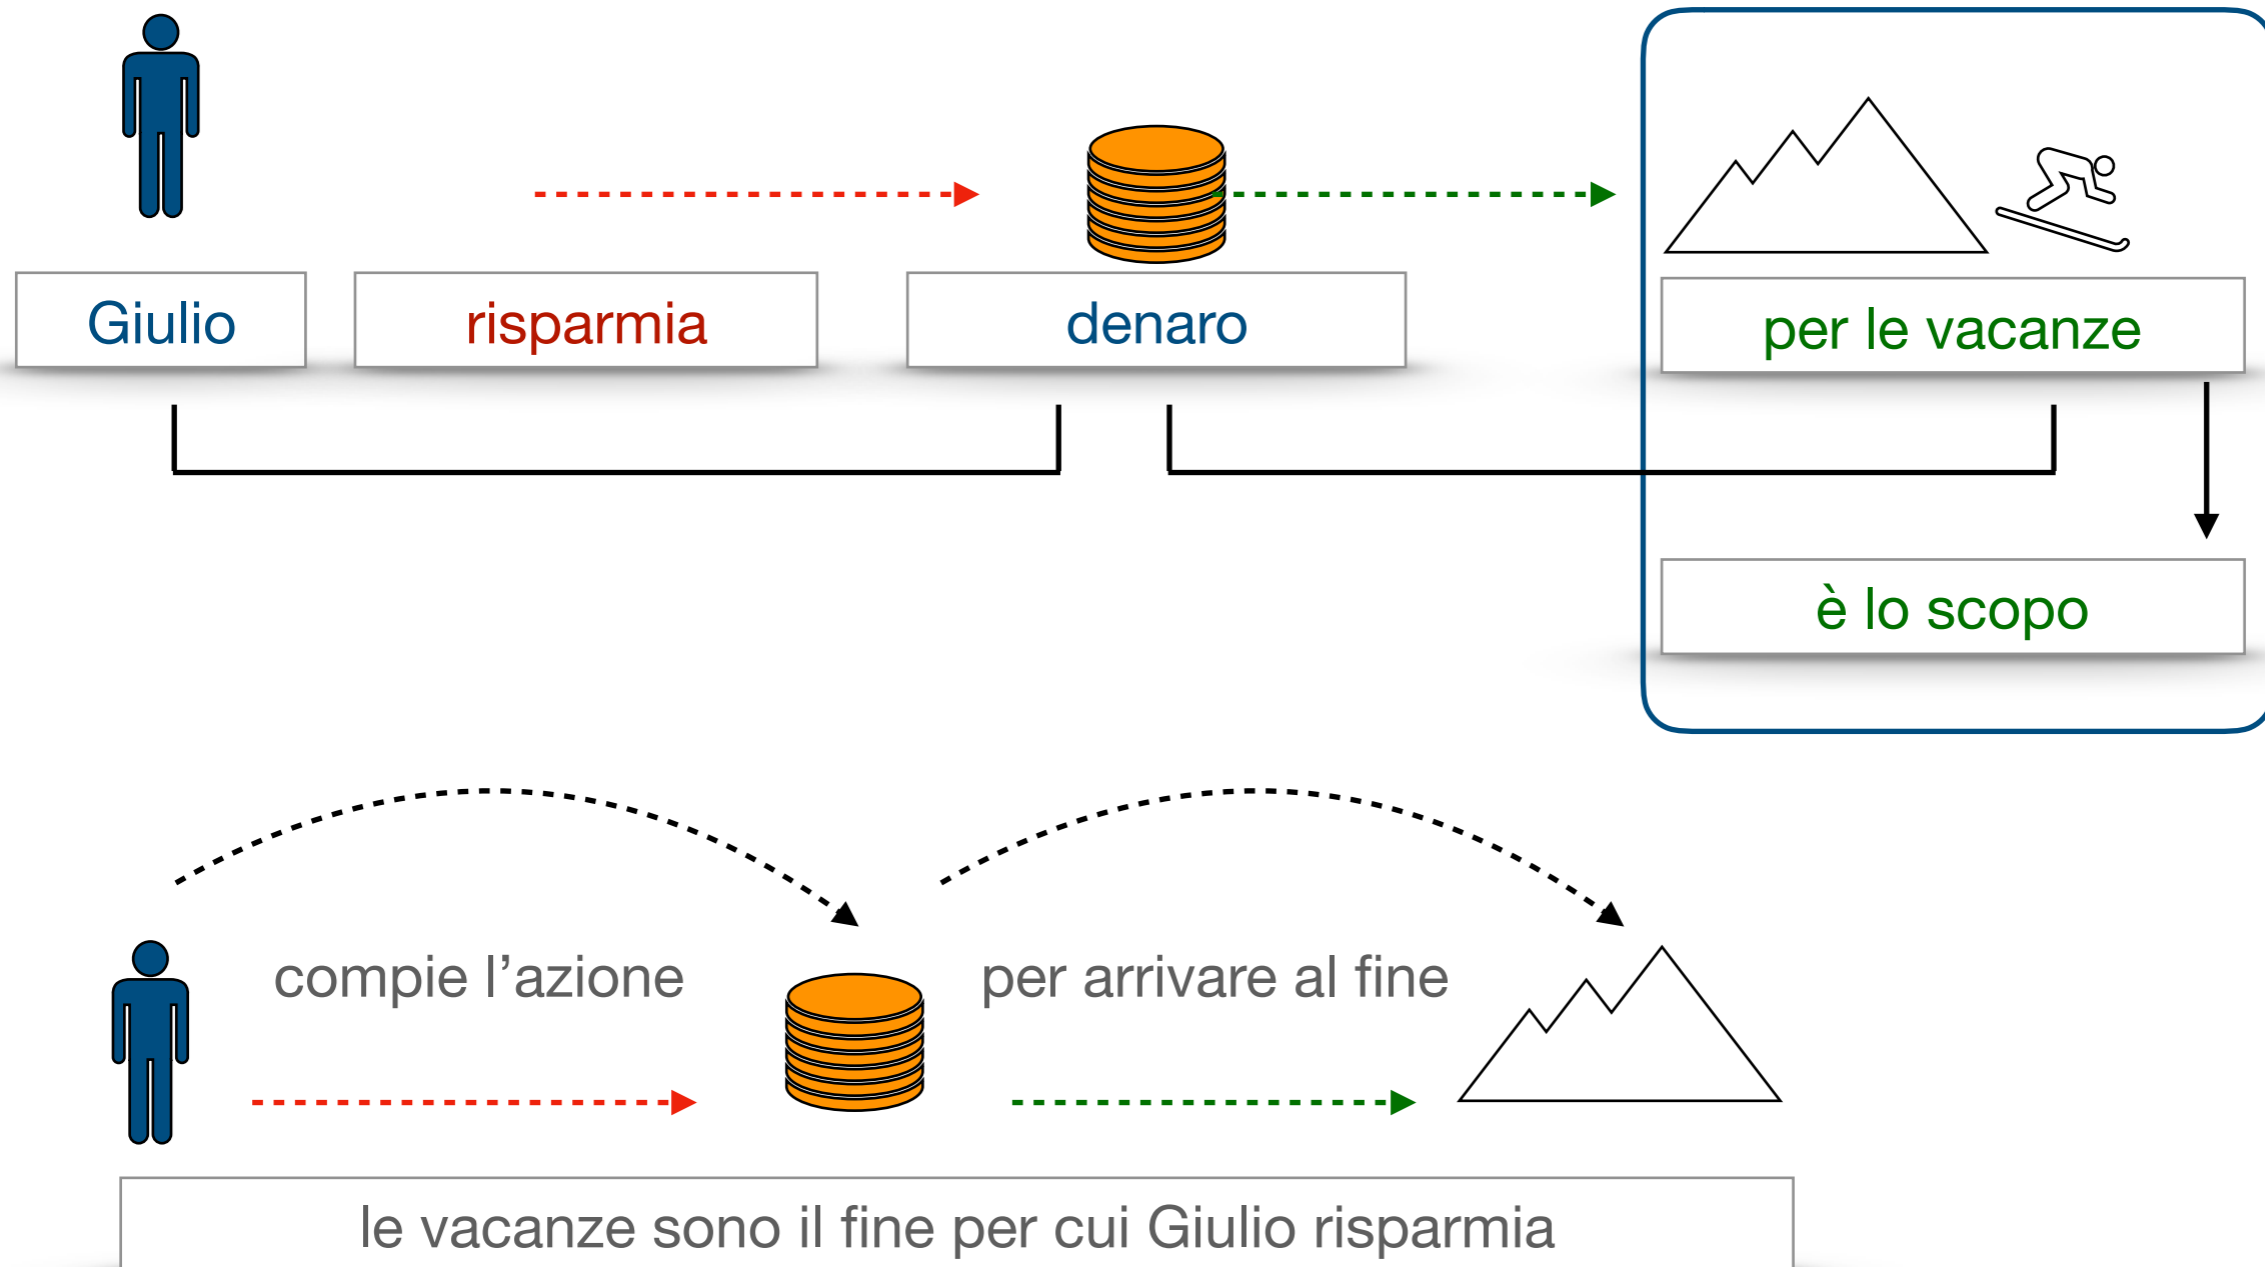 Giulio
risparmia
denaro
per le vacanze
è lo scopo
compie l’azione
per arrivare al fine
le vacanze sono il fine per cui Giulio risparmia